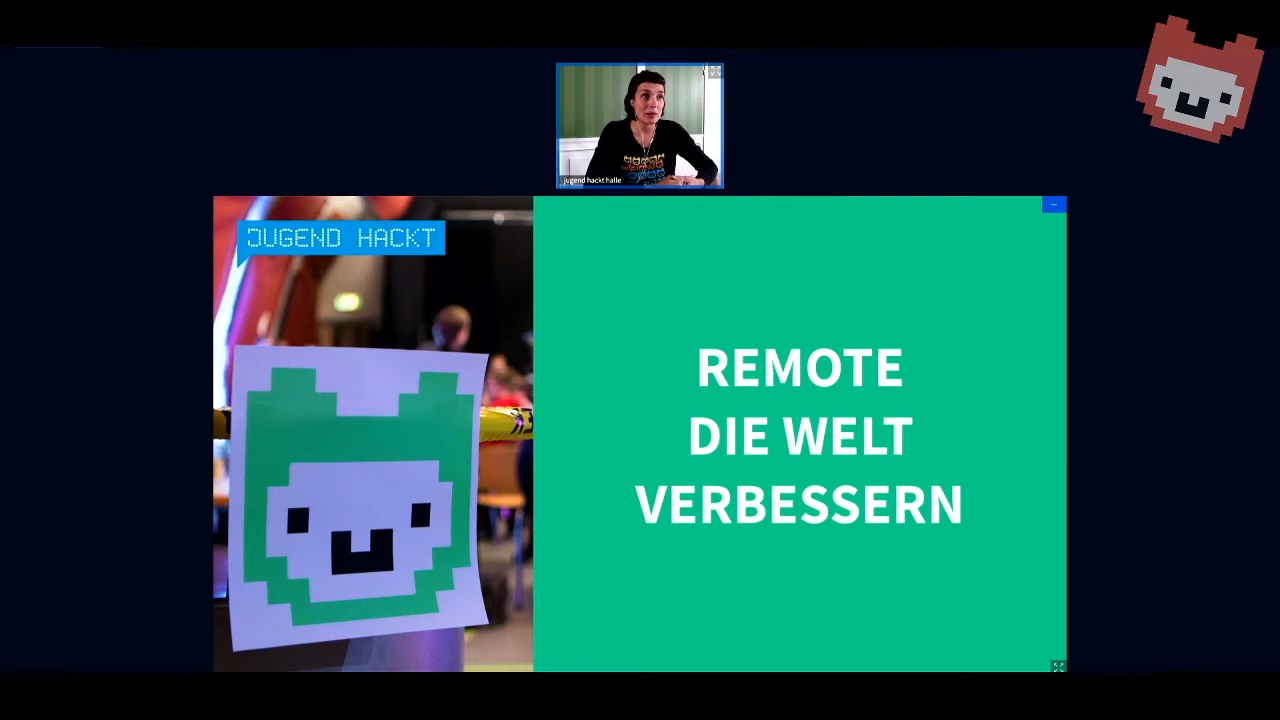 jugend hackt halle
JUGEND HACKT
REMOTE
DIE WELT
VERBESSERN